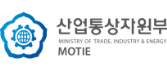 산업통상자원부
MINISTRY OF TRADE, INDUSTRY & ENERGY
MOTIE